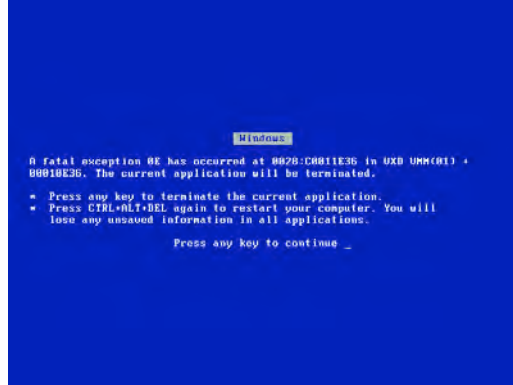 Windows
A fatal exception 0E has occurred at 0028:C0011E36 in VXD VMM(01) +
00010E36. The current application will be terminated.
* Press any key to terminate the current application.
* Press CTRL+ALT+DEL again to restart your computer. You will
lose any unsaved information in all applications.
Press any key to continue _